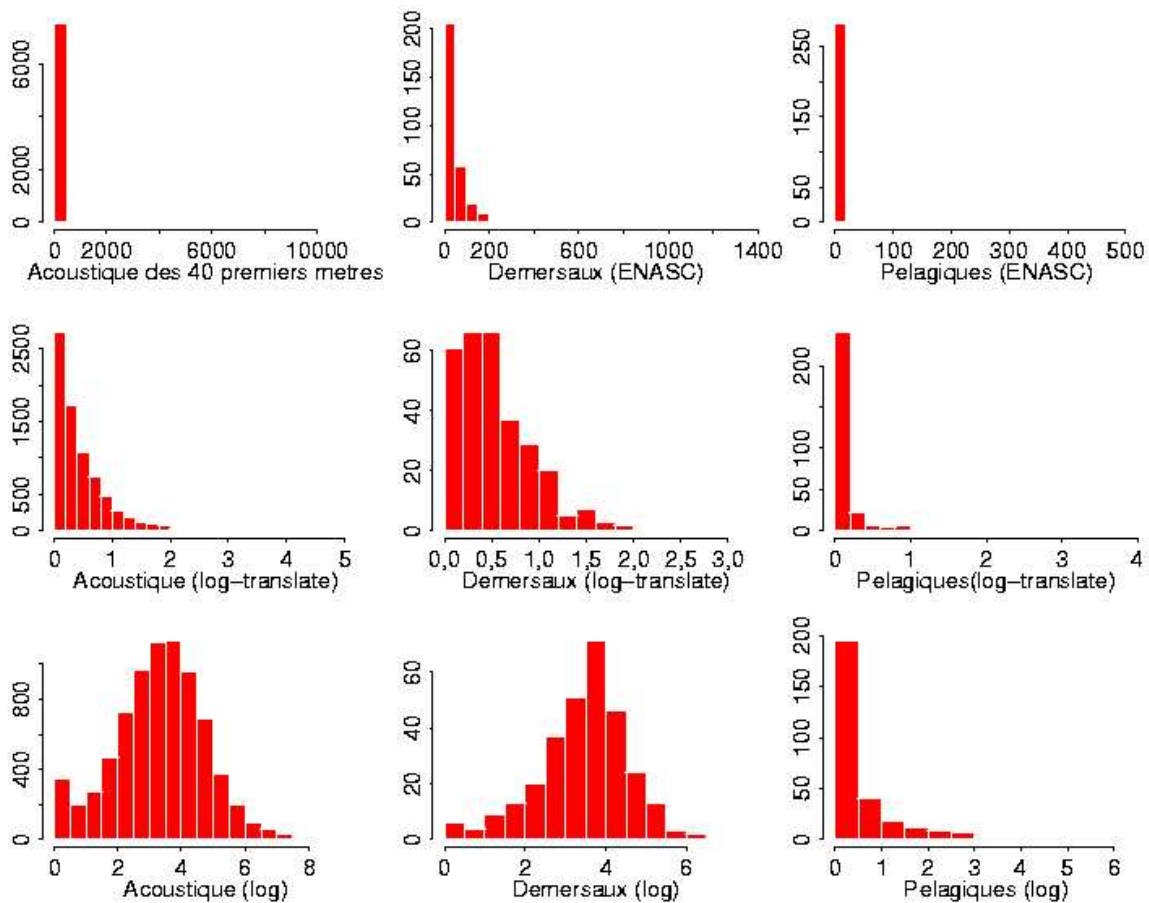 6000
2000
0
0 2000 6000 10000
Acoustique des 40 premiers metres
200
150
100
50
0
0 200 600 1000 1400
Demersaux (ENASC)
250
150
50
0
0 100 200 300 400 500
Pelagiques (ENASC)
2500
1500
500
0
0 1 2 3 4 5
Acoustique (log-translate)
60
40
20
0
0,0 0,5 1,0 1,5 2,0 2,5 3,0
Demersaux (log-translate)
200
100
50
0
0 1 2 3 4
Pelagiques(log-translate)
800
400
0
0 2 4 6 8
Acoustique (log)
60
40
20
0
0 2 4 6
Demersaux (log)
200
150
100
50
0
0 1 2 3 4 5 6
Pelagiques (log)